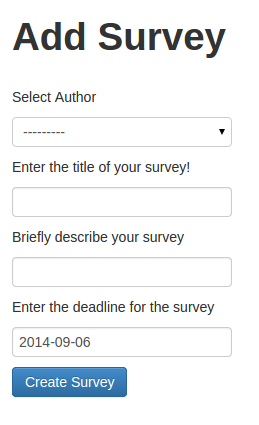 Add Survey
Select Author
---------
Enter the title of your survey!
Briefly describe your survey
Enter the deadline for the survey
2014-09-06
Create Survey